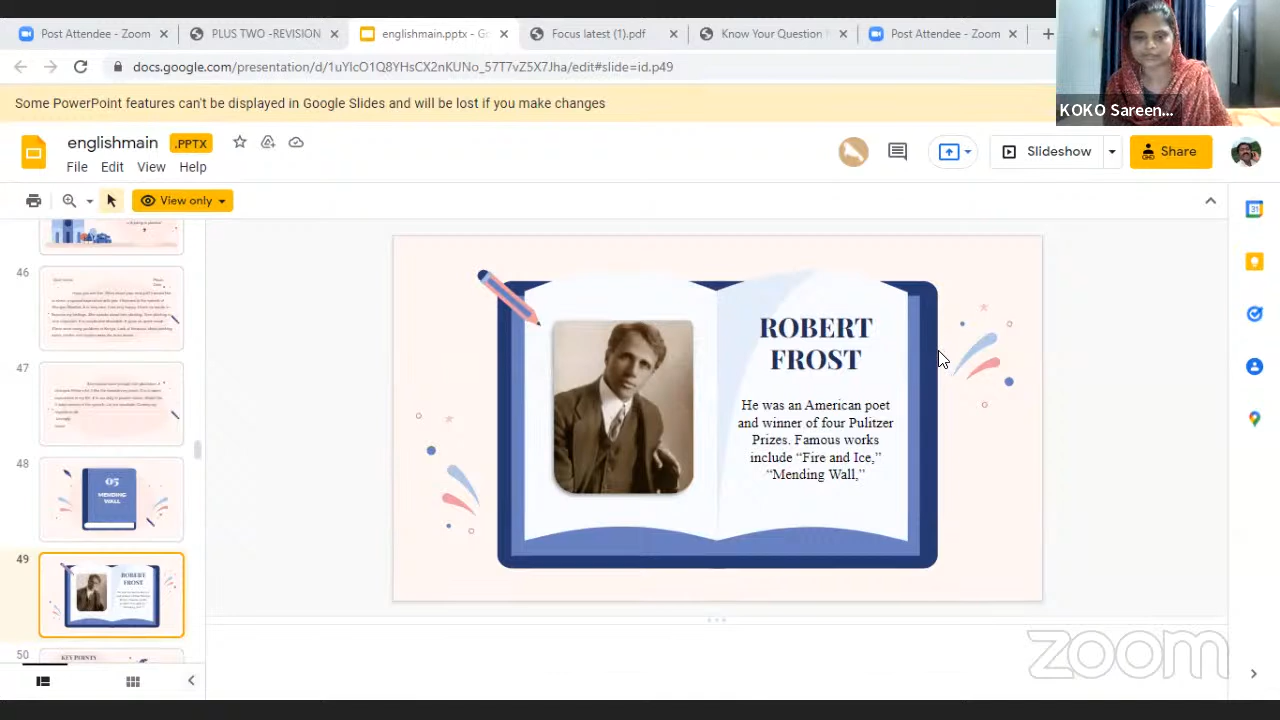 Post Attendee - Zoom
PLUS TWO -REVISION
englishmain.pptx - Go
Focus latest (1).pdf
Know Your Question
Post Attendee - Zoom
docs.google.com/presentation/d/1uYIcO1Q8YHsCX2nKUNo_57T7vZ5X7Jha/edit#slide=id.p49
KOKO Sareen...
Some PowerPoint features can't be displayed in Google Slides and will be lost if you make changes
englishmain .PPTX
File Edit View Help
Slideshow
Share
View only
46
47
48
05
MENDING
WALL
49
ROBERT
FROST
50
KEY POINTS
ROBERT
FROST
He was an American poet
and winner of four Pulitzer
Prizes. Famous works
include “Fire and Ice,”
“Mending Wall,”
31
zoom